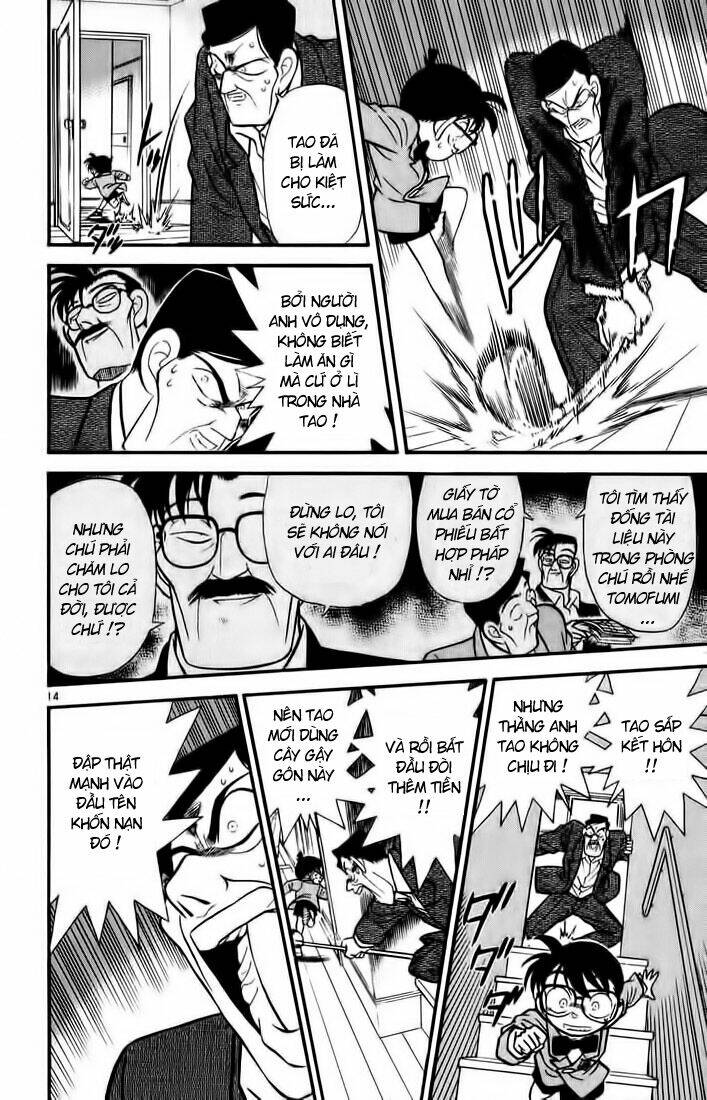 TAO ĐÃ
BỊ LÀM
CHO KIỆT
SỨC...
ダッ
BỞI NGƯỜI
ANH VÔ DỤNG,
KHÔNG BIẾT
LÀM ĂN GÌ
MÀ CỨ Ở LÌ
TRONG NHÀ
TAO !
TÔI TÌM THẤY
ĐỐNG TÀI
LIỆU NÀY
TRONG PHÒNG
CHÚ RỒI NHÉ
TOMOFUMI
...
GIẤY TỜ
MUA BÁN CỔ
PHIẾU BẤT
HỢP PHÁP
NHỈ !?
ĐỪNG LO, TÔI
SẼ KHÔNG NÓI
VỚI AI ĐÂU !
NHƯNG
CHÚ PHẢI
CHĂM LO
CHO TÔI CẢ
ĐỜI, ĐƯỢC
CHỨ !?
14
TAO SẮP
KẾT HÔN
!!
NHƯNG
THẰNG ANH
TAO KHÔNG
CHỊU ĐI !
ダダダ
VÀ RỒI BẮT
ĐẦU ĐÒI
THÊM TIỀN
!!
NÊN TAO
MỚI DÙNG
CÂY GẬY
GÔN NÀY
...
ĐẬP THẬT
MẠNH VÀO
ĐẦU TÊN
KHỐN NẠN
ĐÓ !